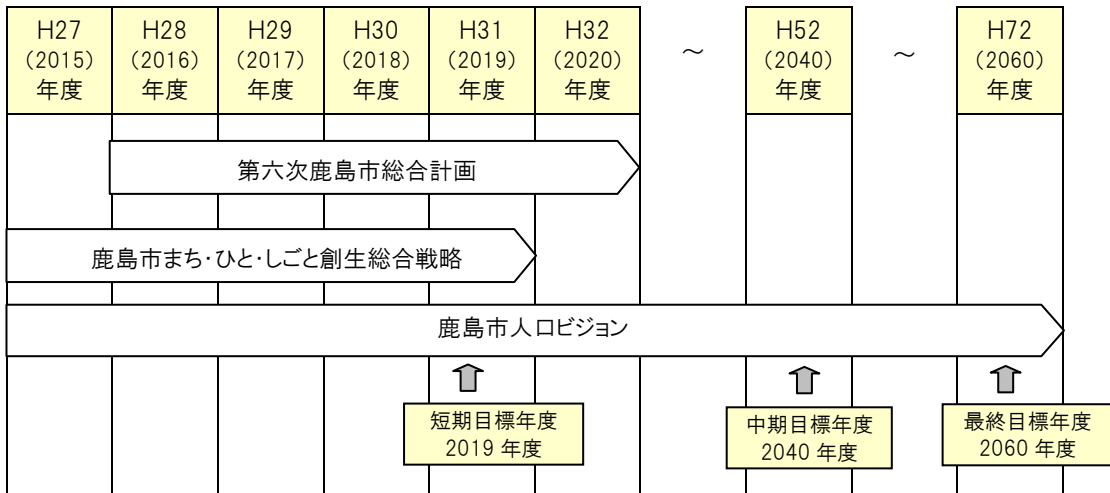 H27
(2015)
年度
H28
(2016)
年度
H29
(2017)
年度
H30
(2018)
年度
H31
(2019)
年度
H32
(2020)
年度
～
H52
(2040)
年度
～
H72
(2060)
年度
第六次鹿島市総合計画
鹿島市まち・ひと・しごと創生総合戦略
鹿島市人口ビジョン
短期目標年度
2019 年度
中期目標年度
2040 年度
最終目標年度
2060 年度